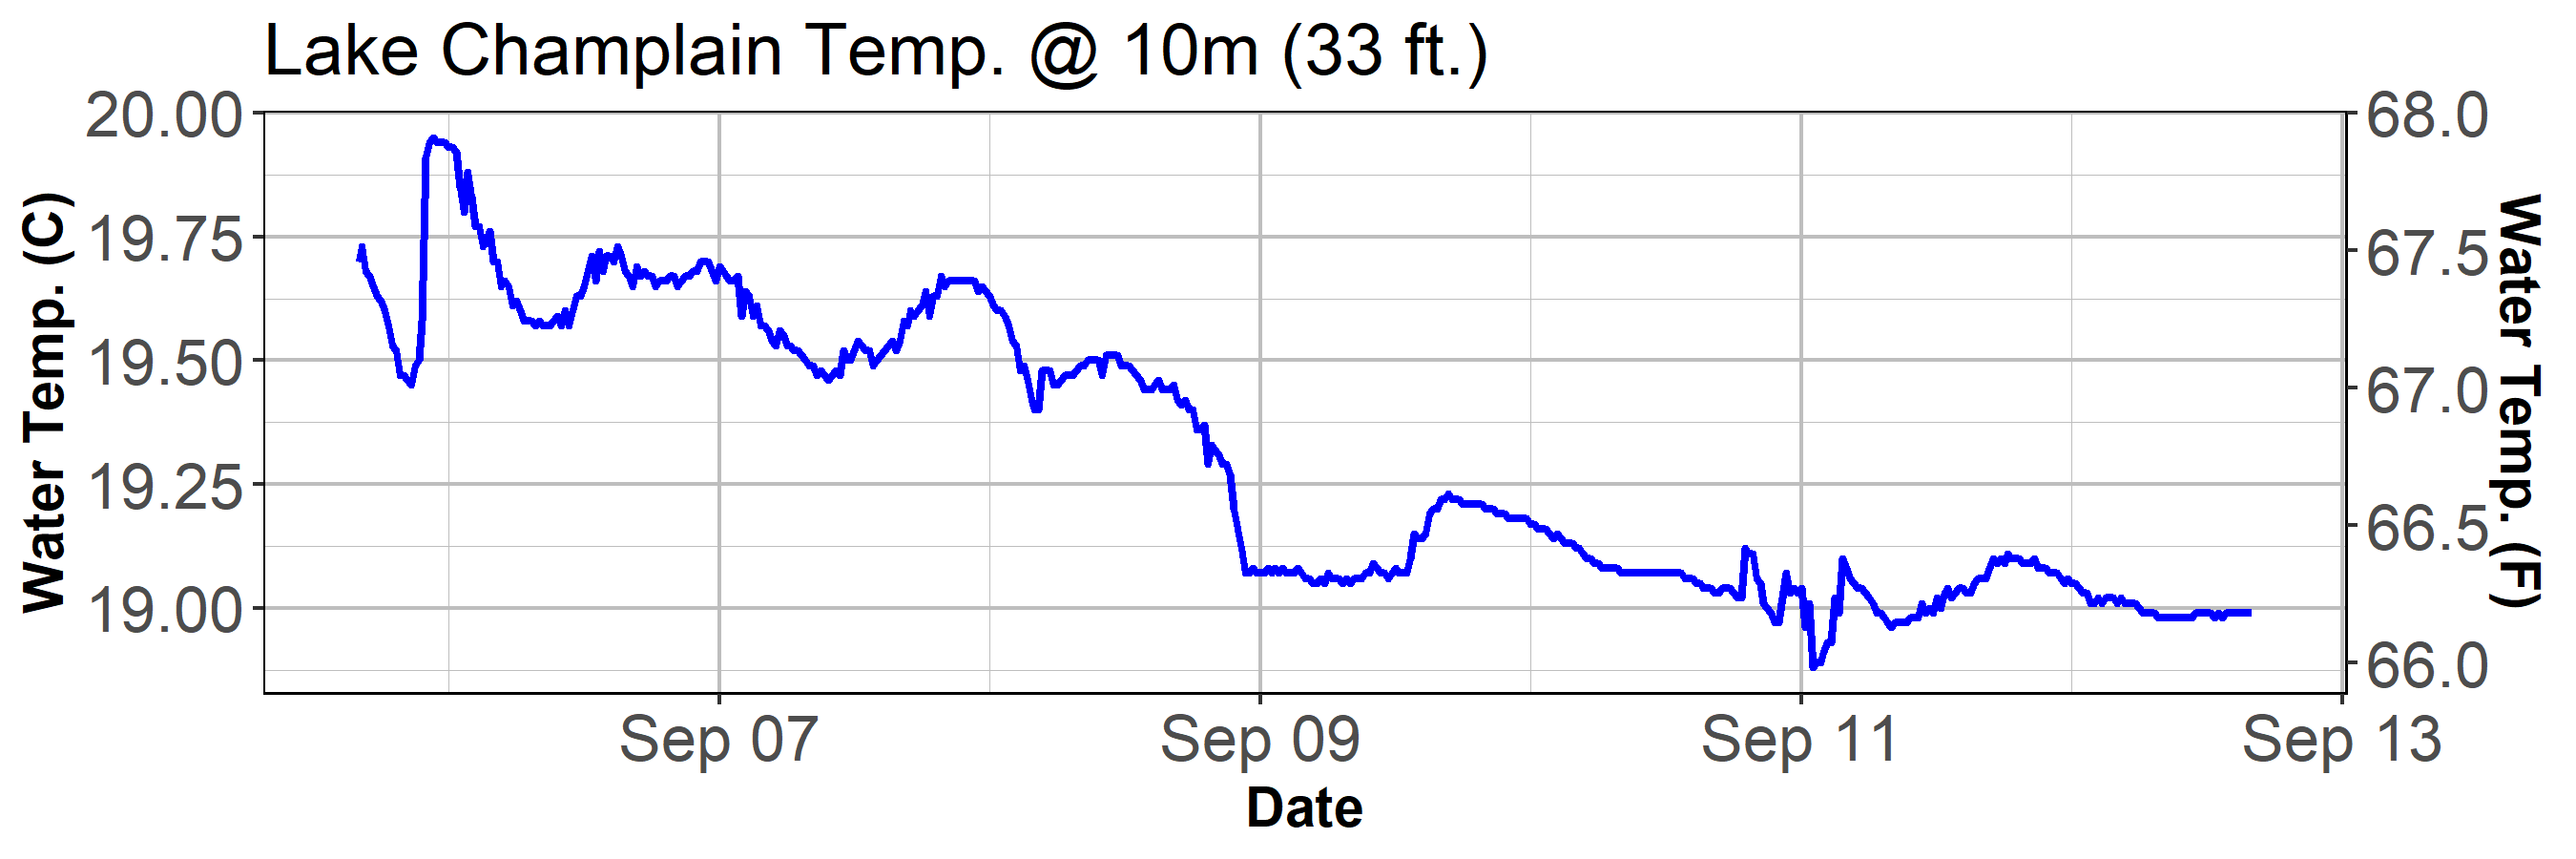 Lake Champlain Temp. @ 10m (33 ft.)
Water Temp. (C)
20.00
19.75
19.50
19.25
19.00
68.0
67.5
67.0
66.5
66.0
Water Temp. (F)
Sep 07 Sep 09 Sep 11 Sep 13
Date